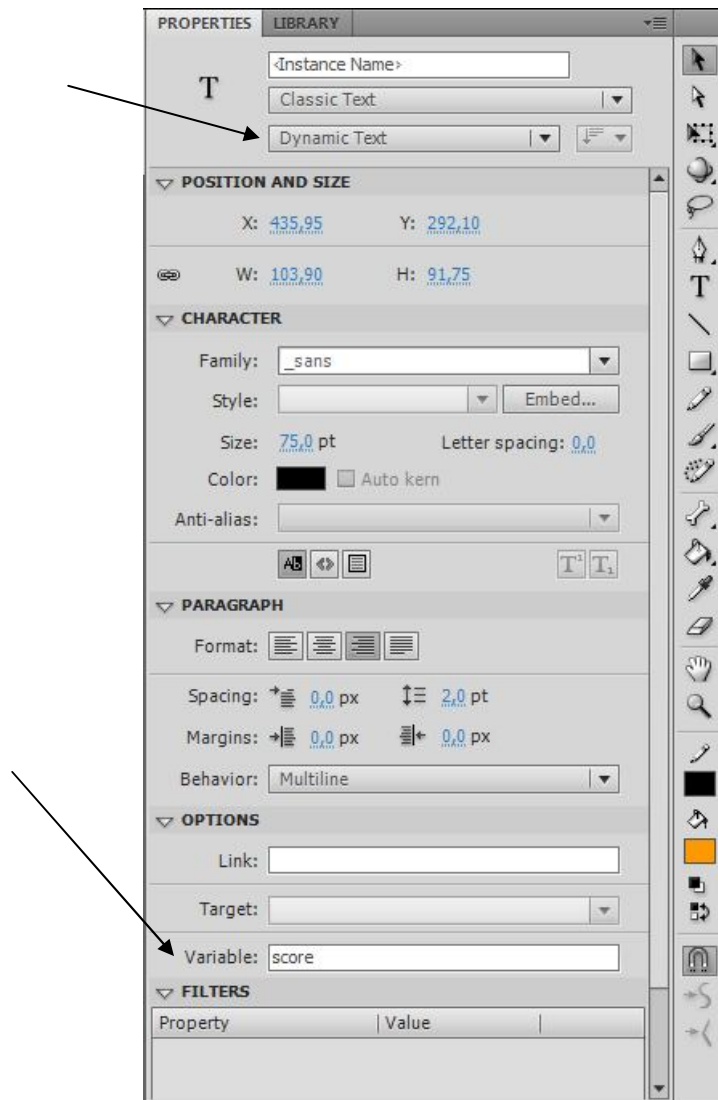 PROPERTIES LIBRARY
T
<Instance Name>
Classic Text
Dynamic Text
POSITION AND SIZE
X: 435,95 Y: 292,10
W: 103,90 H: 91,75
CHARACTER
Family: _sans
Style: Embed...
Size: 75,0 pt Letter spacing: 0,0
Color: Auto kern
Anti-alias:
AB T¹ T₁
PARAGRAPH
Format:
Spacing: 0,0 px 2,0 pt
Margins: 0,0 px 0,0 px
Behavior: Multiline
OPTIONS
Link:
Target:
Variable: score
FILTERS
Property Value
T